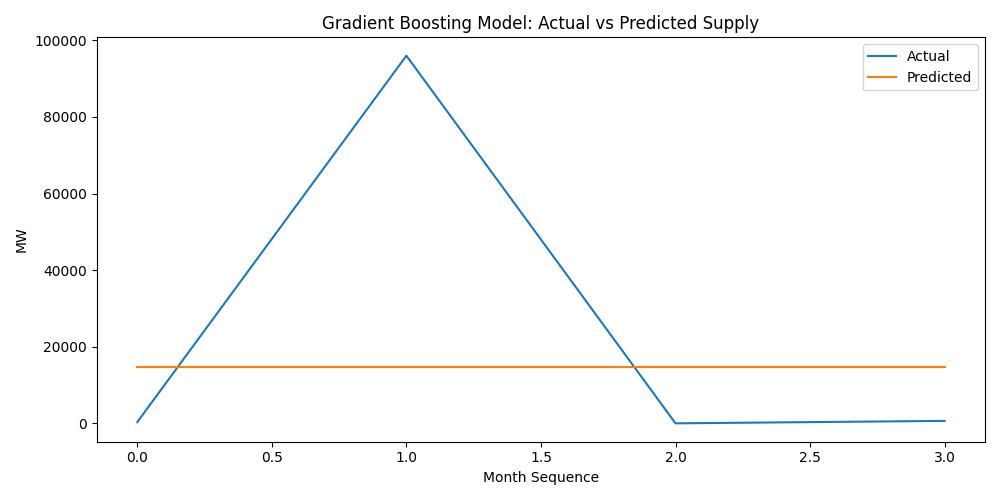 Gradient Boosting Model: Actual vs Predicted Supply
100000
80000
60000
40000
20000
0
MW
Actual
Predicted
0.0 0.5 1.0 1.5 2.0 2.5 3.0
Month Sequence